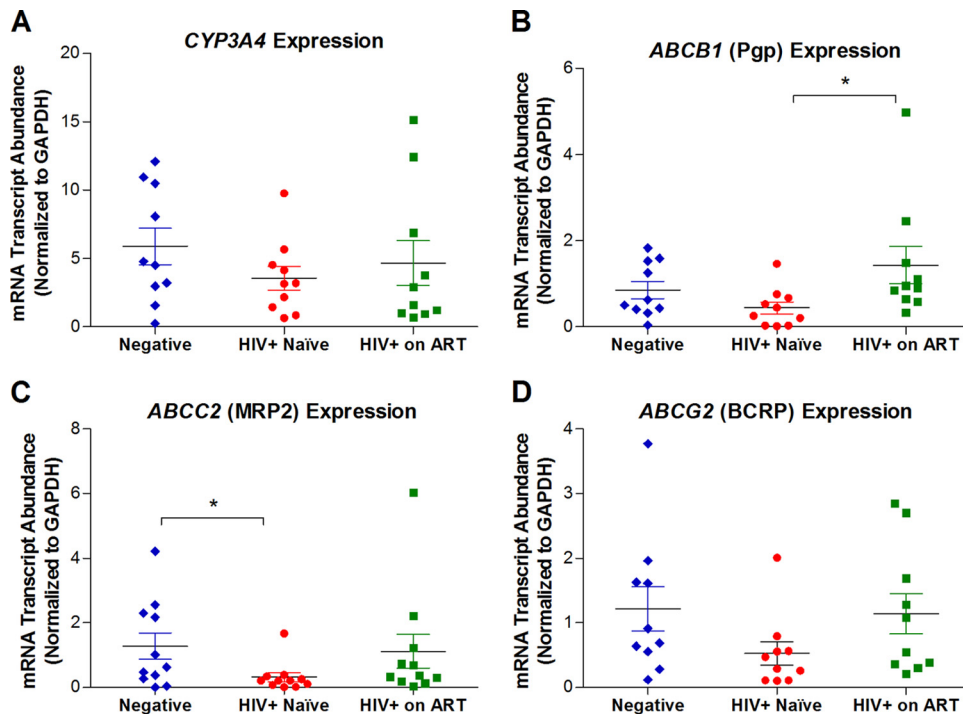 A
CYP3A4 Expression
mRNA Transcript Abundance
(Normalized to GAPDH)
20
15
10
5
0
Negative HIV+ Naïve HIV+ on ART
B
ABCB1 (Pgp) Expression
mRNA Transcript Abundance
(Normalized to GAPDH)
6
4
2
0
*
Negative HIV+ Naïve HIV+ on ART
C
ABCC2 (MRP2) Expression
mRNA Transcript Abundance
(Normalized to GAPDH)
8
6
4
2
0
*
Negative HIV+ Naïve HIV+ on ART
D
ABCG2 (BCRP) Expression
mRNA Transcript Abundance
(Normalized to GAPDH)
4
3
2
1
0
Negative HIV+ Naïve HIV+ on ART